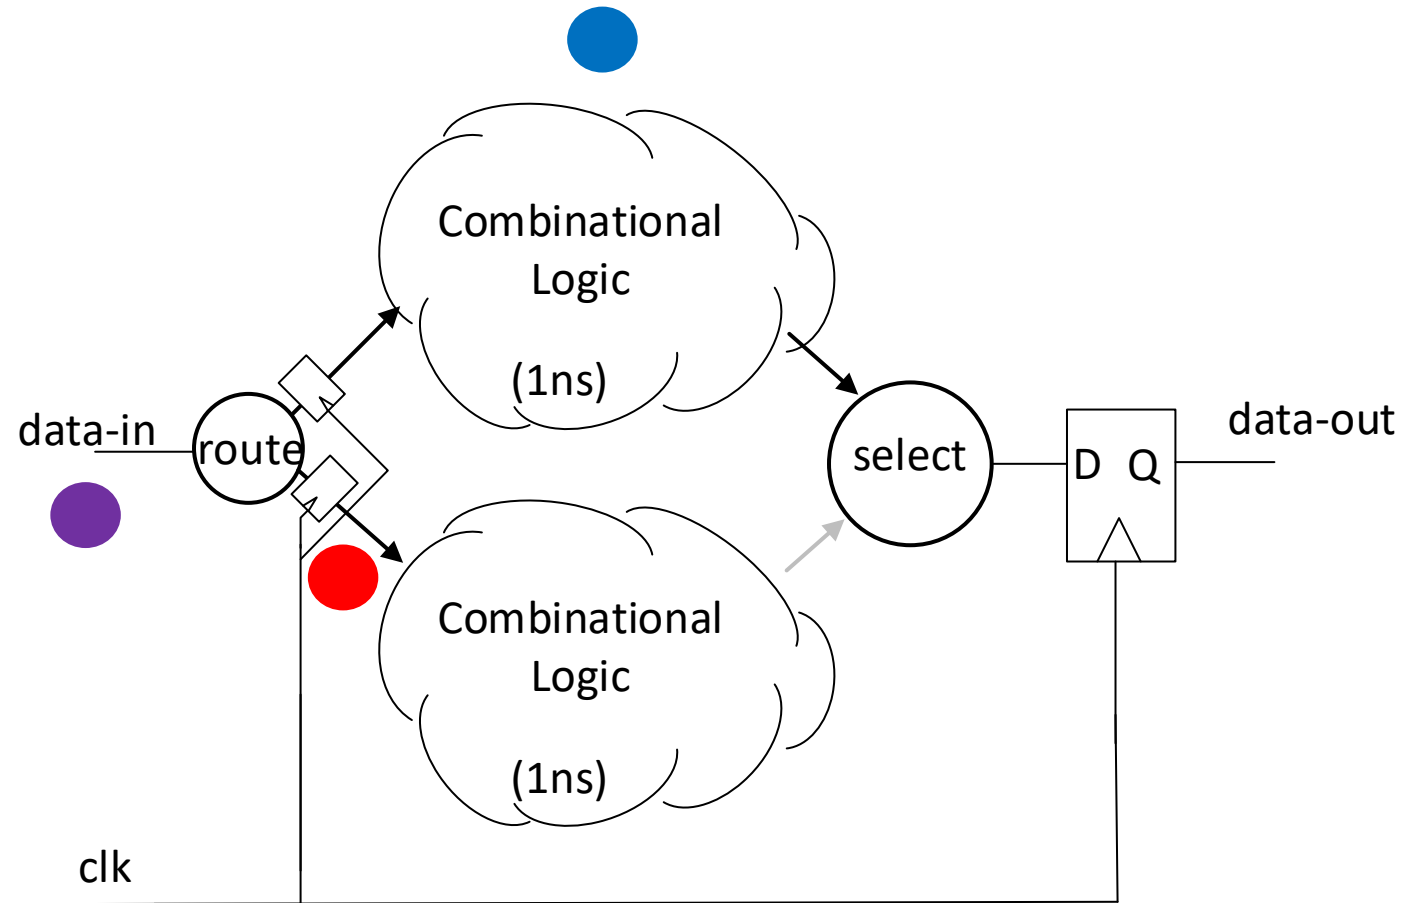 Combinational
Logic
(1ns)
data-in
route
select
D Q
data-out
Combinational
Logic
(1ns)
clk